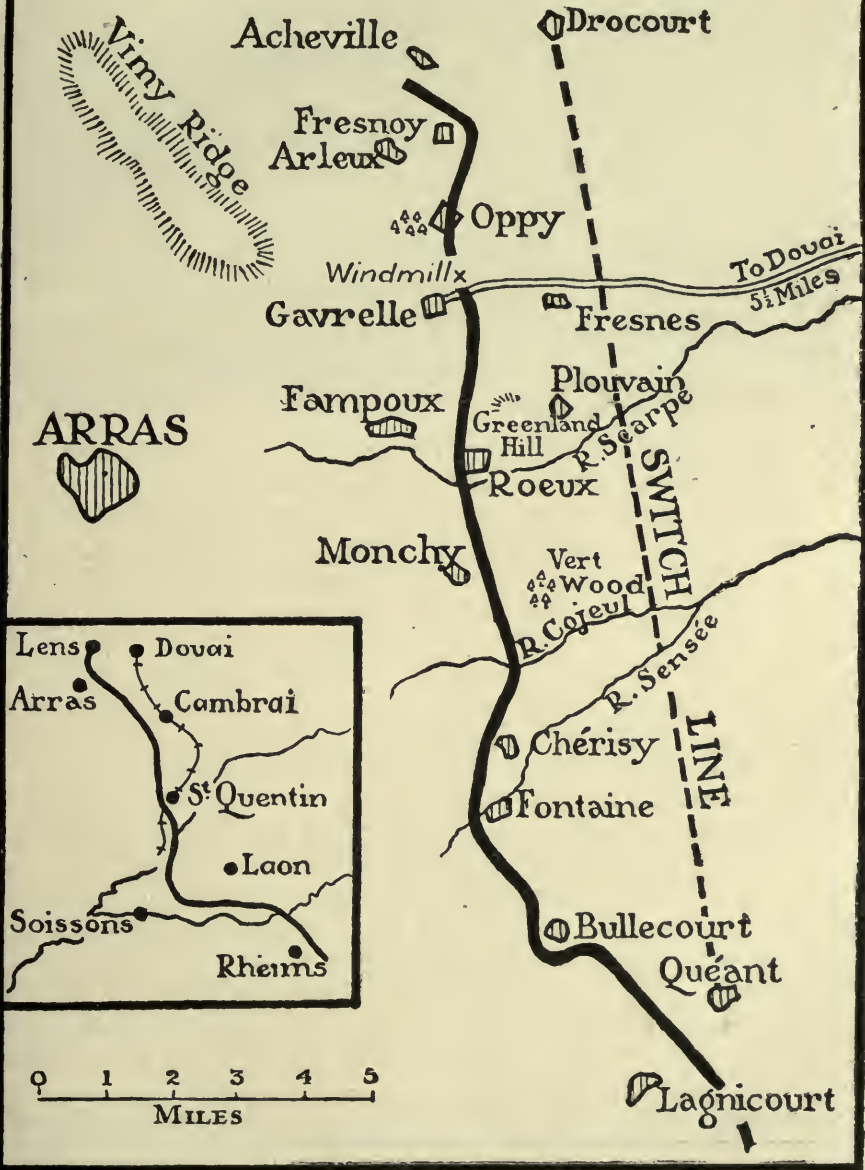 Drocourt
Acheville
Vimy Ridge
Fresnoy
Arleux
Oppy
Windmill x
To Douai
5½ Miles
Gavrelle
Fresnes
Plouvain
Fampoux
Greenland
Hill
R. Scarpe
ARRAS
Roeux
SWITCH
Monchy
Vert
Wood
R. Cojeul
R. Sensée
Chérisy
LINE
Fontaine
Bullecourt
Quéant
Lagnicourt
Lens
Douai
Arras
Cambrai
St Quentin
Laon
Soissons
Rheims
0 1 2 3 4 5
MILES